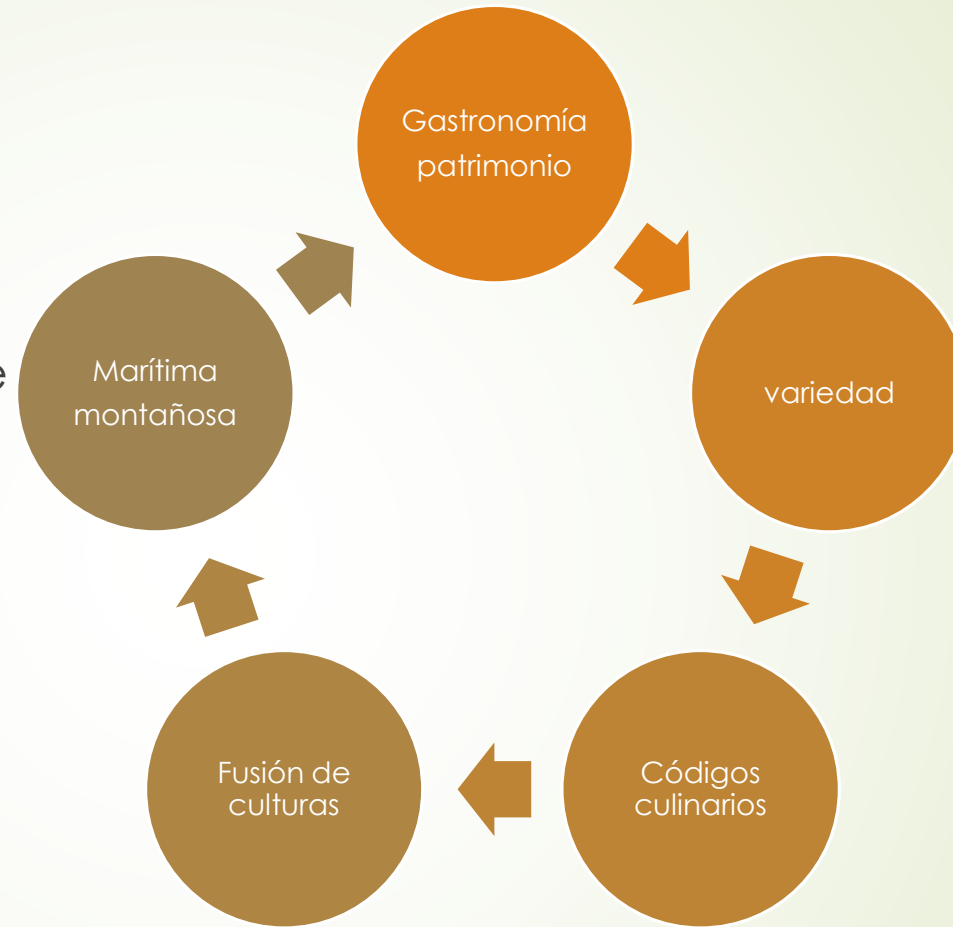 Gastronomía
patrimonio
variedad
Códigos
culinarios
Fusión de
culturas
Marítima
montañosa
e